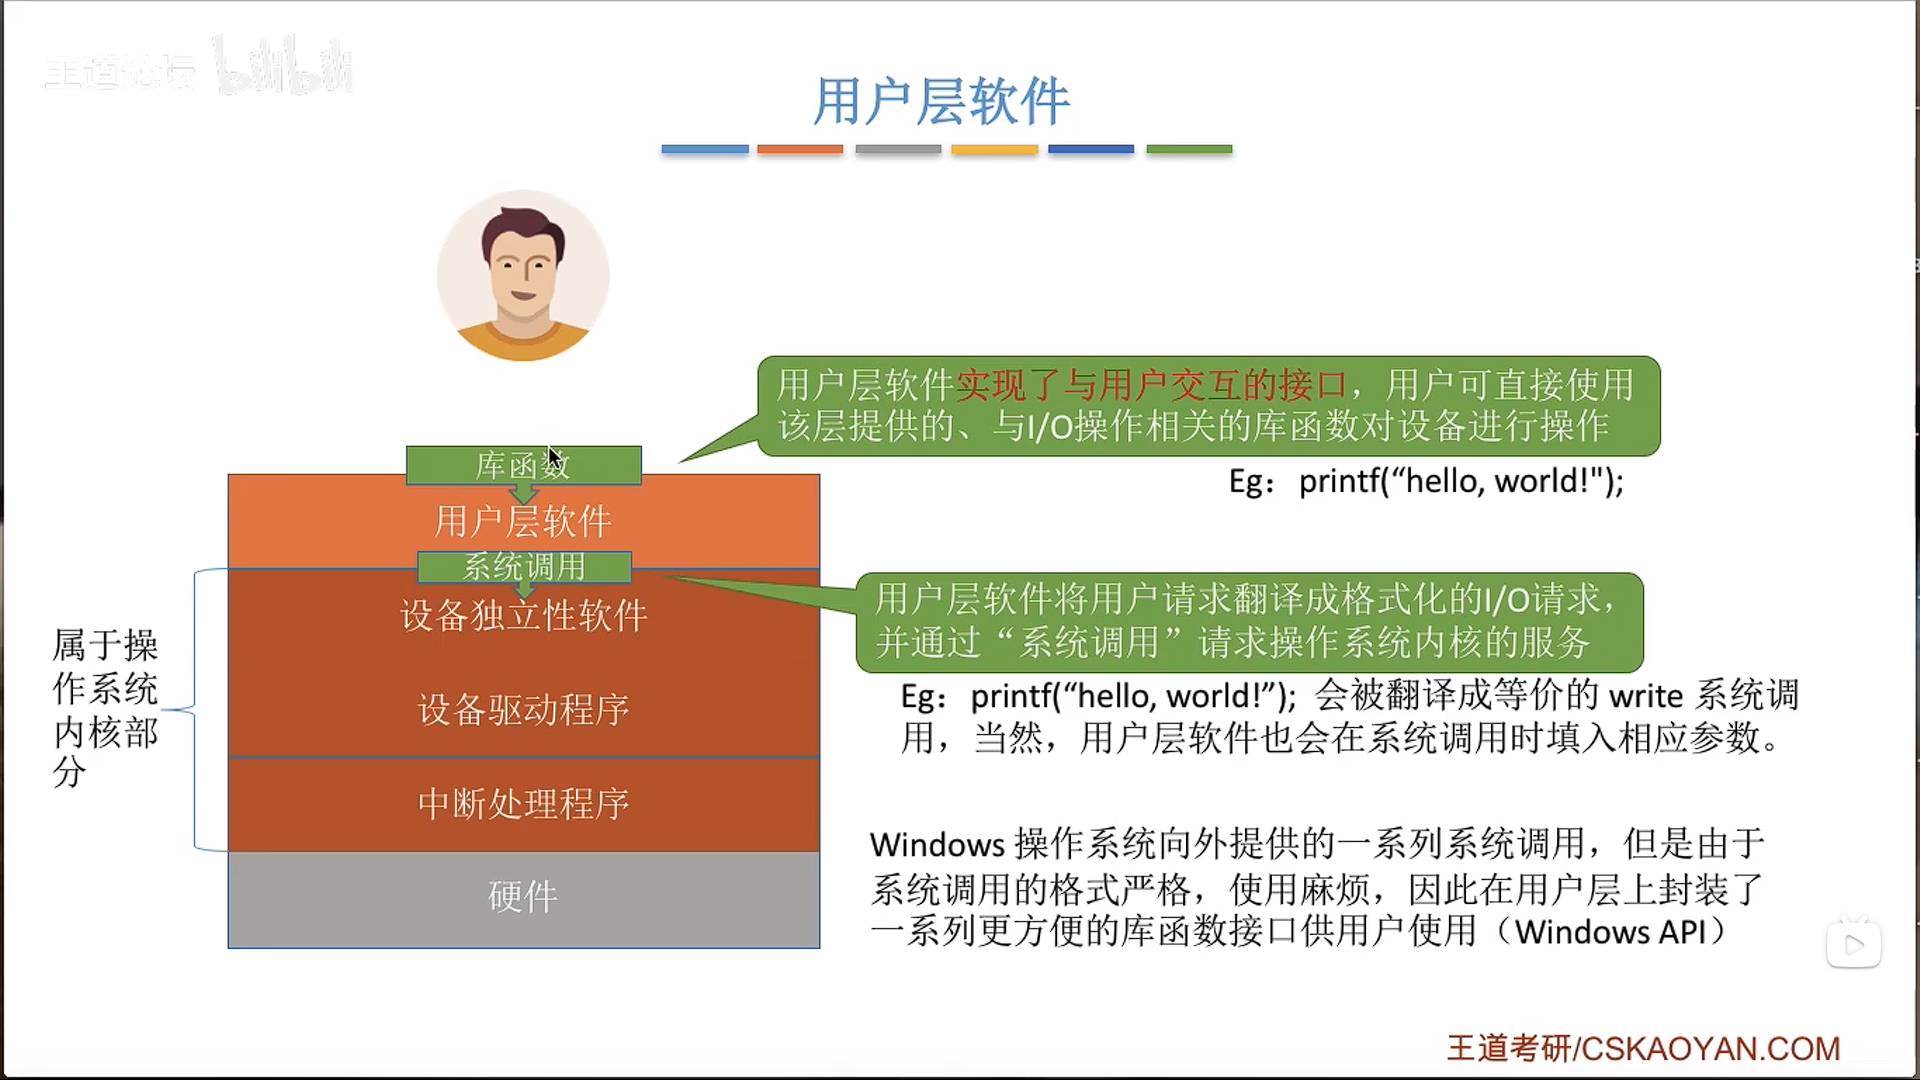 王道论坛 bilibili
用户层软件
用户层软件实现了与用户交互的接口，用户可直接使用
该层提供的、与I/O操作相关的库函数对设备进行操作
Eg：printf(“hello, world!");
库函数
用户层软件
系统调用
设备独立性软件
设备驱动程序
中断处理程序
硬件
属于操
作系统
内核部
分
用户层软件将用户请求翻译成格式化的I/O请求，
并通过“系统调用”请求操作系统内核的服务
Eg：printf(“hello, world!”); 会被翻译成等价的 write 系统调
用，当然，用户层软件也会在系统调用时填入相应参数。
Windows 操作系统向外提供的一系列系统调用，但是由于
系统调用的格式严格，使用麻烦，因此在用户层上封装了
一系列更方便的库函数接口供用户使用（Windows API）
王道考研/CSKAOYAN.COM